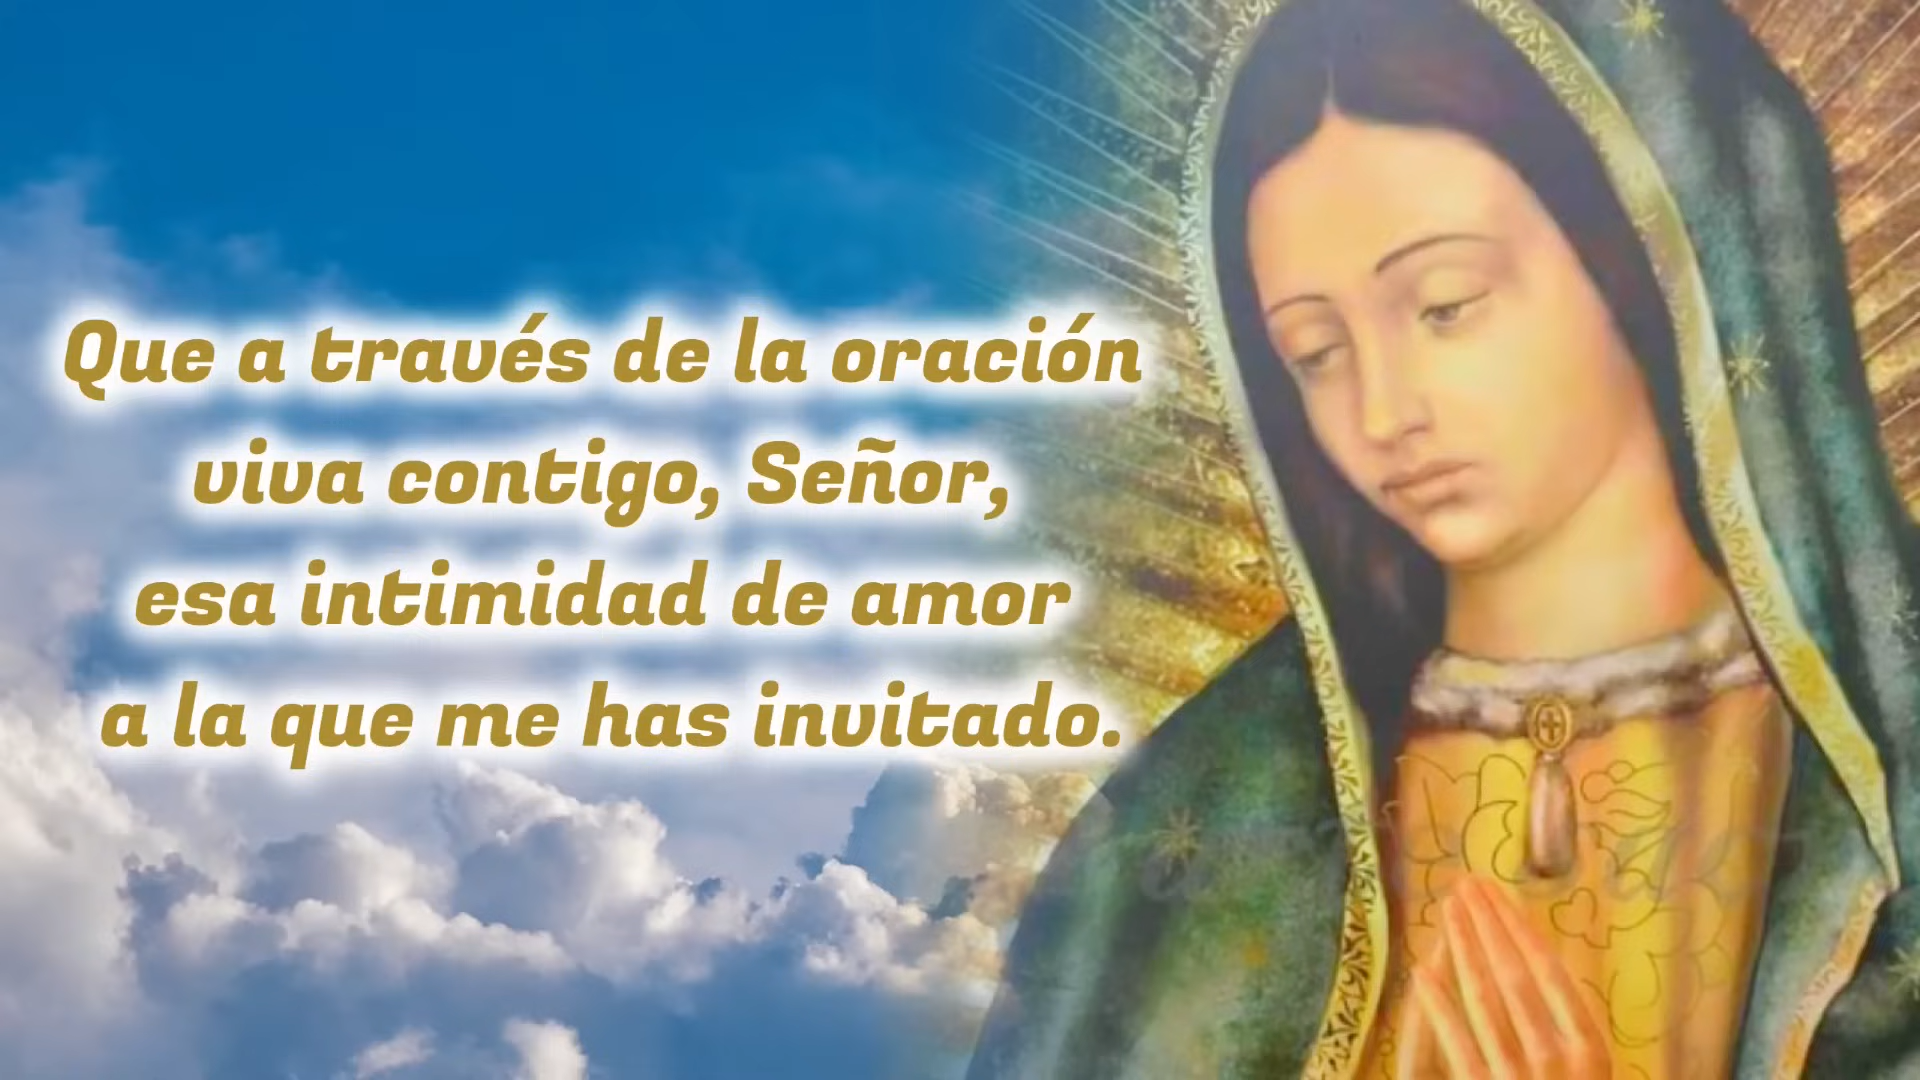 Que a través de la oración
viva contigo, Señor,
esa intimidad de amor
a la que me has invitado.